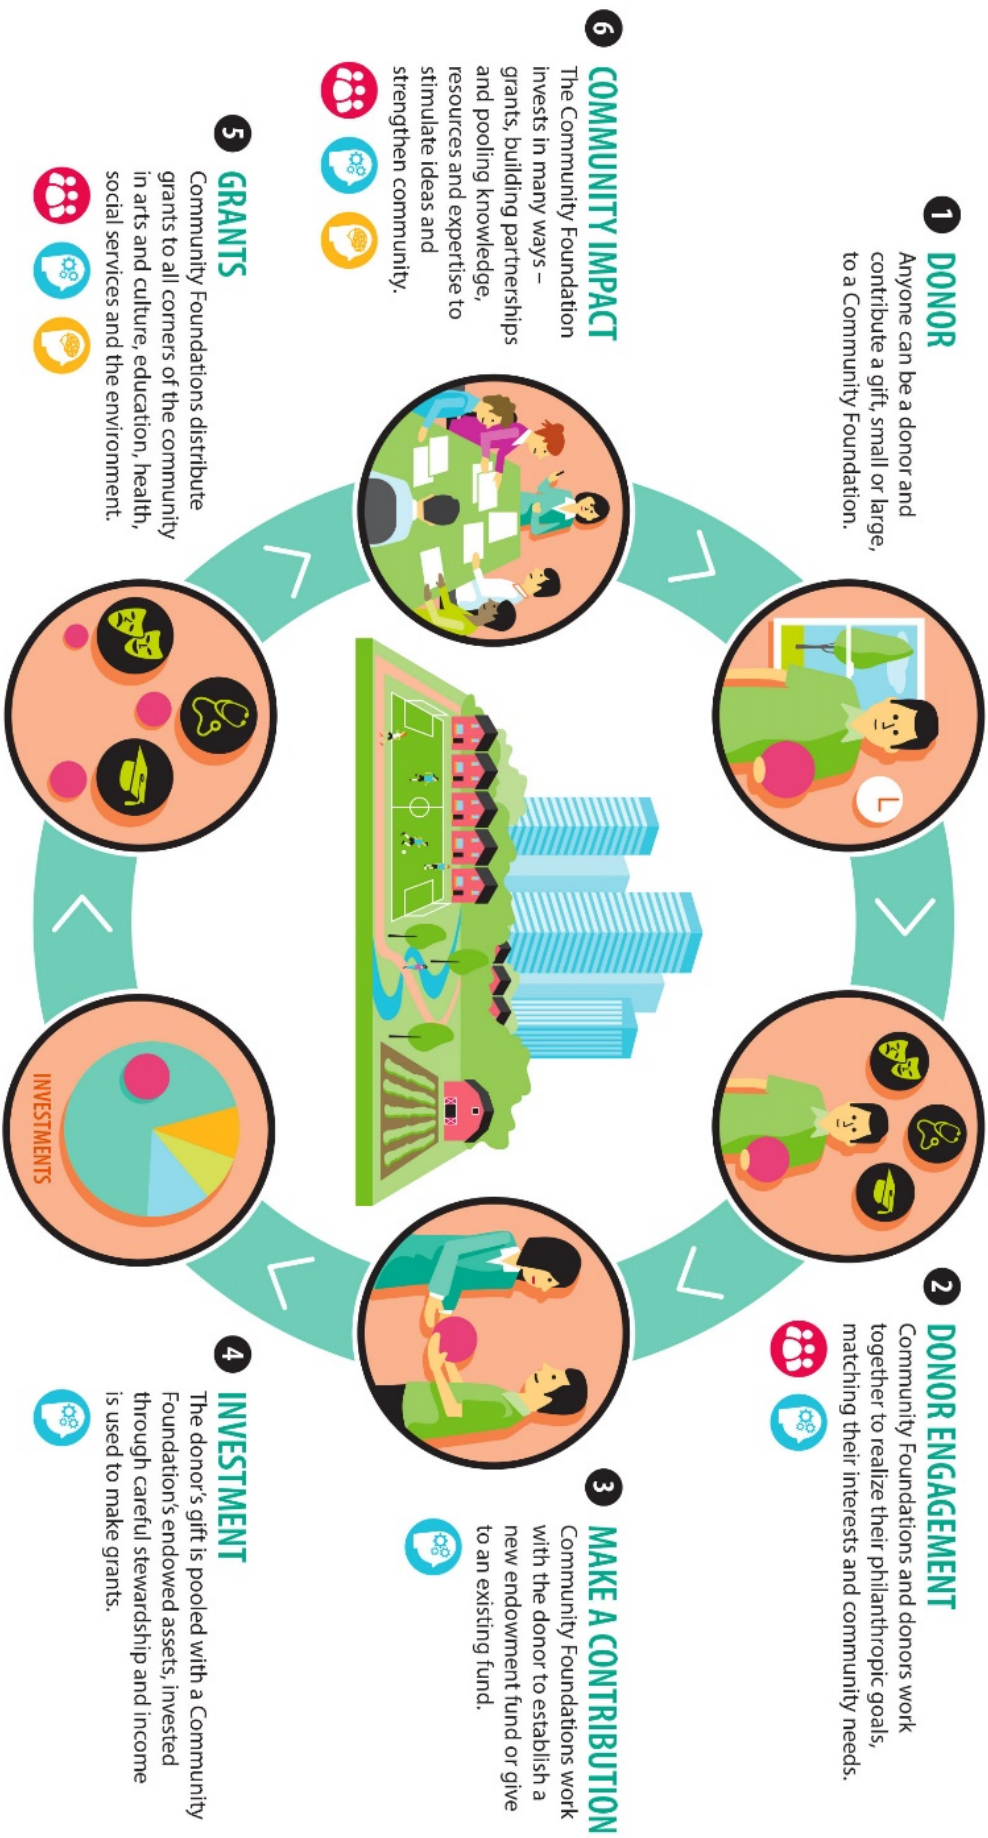 1 DONOR
Anyone can be a donor and
contribute a gift, small or large,
to a Community Foundation.
2 DONOR ENGAGEMENT
Community Foundations and donors work
together to realize their philanthropic goals,
matching their interests and community needs.
3 MAKE A CONTRIBUTION
Community Foundations work
with the donor to establish a
new endowment fund or give
to an existing fund.
4 INVESTMENT
The donor's gift is pooled with a Community
Foundation's endowed assets, invested
through careful stewardship and income
is used to make grants.
INVESTMENTS
5 GRANTS
Community Foundations distribute
grants to all corners of the community
in arts and culture, education, health,
social services and the environment.
6 COMMUNITY IMPACT
The Community Foundation
invests in many ways –
grants, building partnerships
and pooling knowledge,
resources and expertise to
stimulate ideas and
strengthen community.